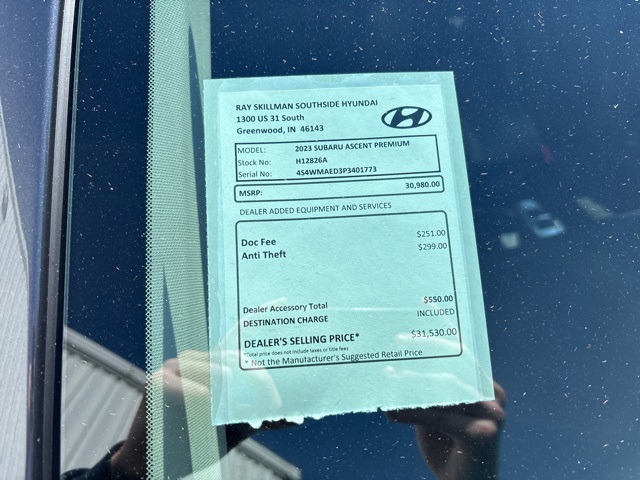 RAY SKILLMAN SOUTHSIDE HYUNDAI
1300 US 31 South
Greenwood, IN 46143
MODEL: 2023 SUBARU ASCENT PREMIUM
Stock No: H12826A
Serial No: 4S4WMAED3P3401773
MSRP: 30,980.00
DEALER ADDED EQUIPMENT AND SERVICES
Doc Fee $251.00
Anti Theft $299.00
Dealer Accessory Total $550.00
DESTINATION CHARGE INCLUDED
DEALER'S SELLING PRICE* $31,530.00
*Total price does not include taxes or title fees
* Not the Manufacturer's Suggested Retail Price